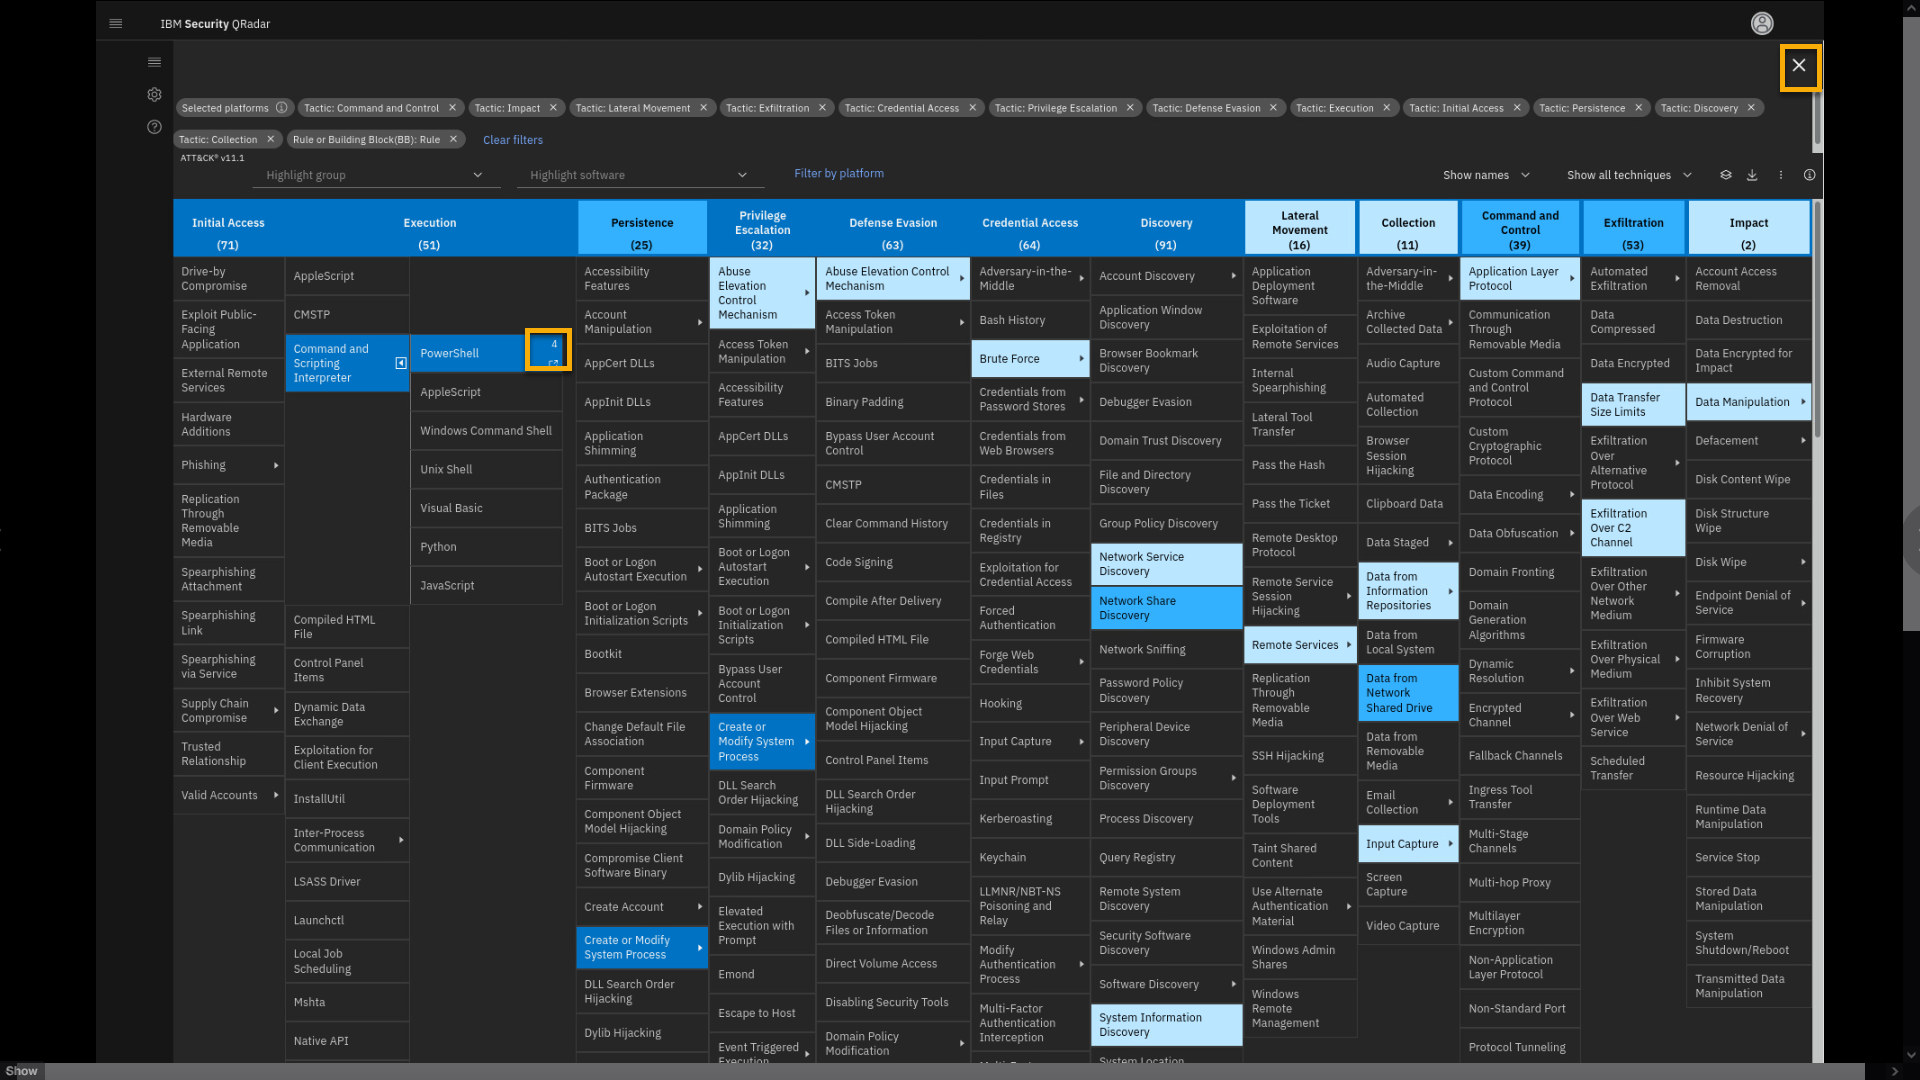 IBM Security QRadar
Selected platforms
Tactic: Command and Control
Tactic: Impact
Tactic: Lateral Movement
Tactic: Exfiltration
Tactic: Credential Access
Tactic: Privilege Escalation
Tactic: Defense Evasion
Tactic: Execution
Tactic: Initial Access
Tactic: Persistence
Tactic: Discovery
Tactic: Collection
Rule or Building Block(BB): Rule
Clear filters
ATT&CK® v11.1
Highlight group
Highlight software
Filter by platform
Show names
Show all techniques
Initial Access
(71)
Drive-by
Compromise
Exploit Public-
Facing
Application
External Remote
Services
Hardware
Additions
Phishing
Replication
Through
Removable
Media
Spearphishing
Attachment
Spearphishing
Link
Spearphishing
via Service
Supply Chain
Compromise
Trusted
Relationship
Valid Accounts
Execution
(51)
AppleScript
CMSTP
Command and
Scripting
Interpreter
PowerShell
4
AppleScript
Windows Command Shell
Unix Shell
Visual Basic
Python
JavaScript
Compiled HTML
File
Control Panel
Items
Dynamic Data
Exchange
Exploitation for
Client Execution
InstallUtil
Inter-Process
Communication
LSASS Driver
Launchctl
Local Job
Scheduling
Mshta
Native API
Persistence
(25)
Accessibility
Features
Account
Manipulation
AppCert DLLs
AppInit DLLs
Application
Shimming
Authentication
Package
BITS Jobs
Boot or Logon
Autostart Execution
Boot or Logon
Initialization Scripts
Bootkit
Browser Extensions
Change Default File
Association
Component
Firmware
Component Object
Model Hijacking
Compromise Client
Software Binary
Create Account
Create or Modify
System Process
DLL Search Order
Hijacking
Dylib Hijacking
Privilege
Escalation
(32)
Abuse
Elevation
Control
Mechanism
Access Token
Manipulation
Accessibility
Features
AppCert DLLs
AppInit DLLs
Application
Shimming
Boot or Logon
Autostart
Execution
Boot or Logon
Initialization
Scripts
Bypass User
Account
Control
Create or
Modify System
Process
DLL Search
Order Hijacking
Domain Policy
Modification
Dylib Hijacking
Elevated
Execution with
Prompt
Emond
Escape to Host
Event Triggered
Execution
Defense Evasion
(63)
Abuse Elevation Control
Mechanism
Access Token
Manipulation
BITS Jobs
Binary Padding
Bypass User Account
Control
CMSTP
Clear Command History
Code Signing
Compile After Delivery
Compiled HTML File
Component Firmware
Component Object
Model Hijacking
Control Panel Items
DLL Search Order
Hijacking
DLL Side-Loading
Debugger Evasion
Deobfuscate/Decode
Files or Information
Direct Volume Access
Disabling Security Tools
Domain Policy
Modification
Credential Access
(64)
Adversary-in-the-
Middle
Bash History
Brute Force
Credentials from
Password Stores
Credentials from
Web Browsers
Credentials in
Files
Credentials in
Registry
Exploitation for
Credential Access
Forced
Authentication
Forge Web
Credentials
Hooking
Input Capture
Input Prompt
Kerberoasting
Keychain
LLMNR/NBT-NS
Poisoning and
Relay
Modify
Authentication
Process
Multi-Factor
Authentication
Interception
Discovery
(91)
Account Discovery
Application Window
Discovery
Browser Bookmark
Discovery
Debugger Evasion
Domain Trust Discovery
File and Directory
Discovery
Group Policy Discovery
Network Service
Discovery
Network Share
Discovery
Network Sniffing
Password Policy
Discovery
Peripheral Device
Discovery
Permission Groups
Discovery
Process Discovery
Query Registry
Remote System
Discovery
Security Software
Discovery
Software Discovery
System Information
Discovery
System Location
Lateral
Movement
(16)
Application
Deployment
Software
Exploitation of
Remote Services
Internal
Spearphishing
Lateral Tool
Transfer
Pass the Hash
Pass the Ticket
Remote Desktop
Protocol
Remote Service
Session
Hijacking
Remote Services
Replication
Through
Removable
Media
SSH Hijacking
Software
Deployment
Tools
Taint Shared
Content
Use Alternate
Authentication
Material
Windows Admin
Shares
Windows
Remote
Management
Collection
(11)
Adversary-in-
the-Middle
Archive
Collected Data
Audio Capture
Automated
Collection
Browser
Session
Hijacking
Clipboard Data
Data Staged
Data from
Information
Repositories
Data from
Local System
Data from
Network
Shared Drive
Data from
Removable
Media
Email
Collection
Input Capture
Screen
Capture
Video Capture
Command and
Control
(39)
Application Layer
Protocol
Communication
Through
Removable Media
Custom Command
and Control
Protocol
Custom
Cryptographic
Protocol
Data Encoding
Data Obfuscation
Domain Fronting
Domain
Generation
Algorithms
Dynamic
Resolution
Encrypted
Channel
Fallback Channels
Ingress Tool
Transfer
Multi-Stage
Channels
Multi-hop Proxy
Multilayer
Encryption
Non-Application
Layer Protocol
Non-Standard Port
Protocol Tunneling
Exfiltration
(53)
Automated
Exfiltration
Data
Compressed
Data Encrypted
Data Transfer
Size Limits
Exfiltration
Over
Alternative
Protocol
Exfiltration
Over C2
Channel
Exfiltration
Over Other
Network
Medium
Exfiltration
Over Physical
Medium
Exfiltration
Over Web
Service
Scheduled
Transfer
Impact
(2)
Account Access
Removal
Data Destruction
Data Encrypted for
Impact
Data Manipulation
Defacement
Disk Content Wipe
Disk Structure
Wipe
Disk Wipe
Endpoint Denial of
Service
Firmware
Corruption
Inhibit System
Recovery
Network Denial of
Service
Resource Hijacking
Runtime Data
Manipulation
Service Stop
Stored Data
Manipulation
System
Shutdown/Reboot
Transmitted Data
Manipulation
Show